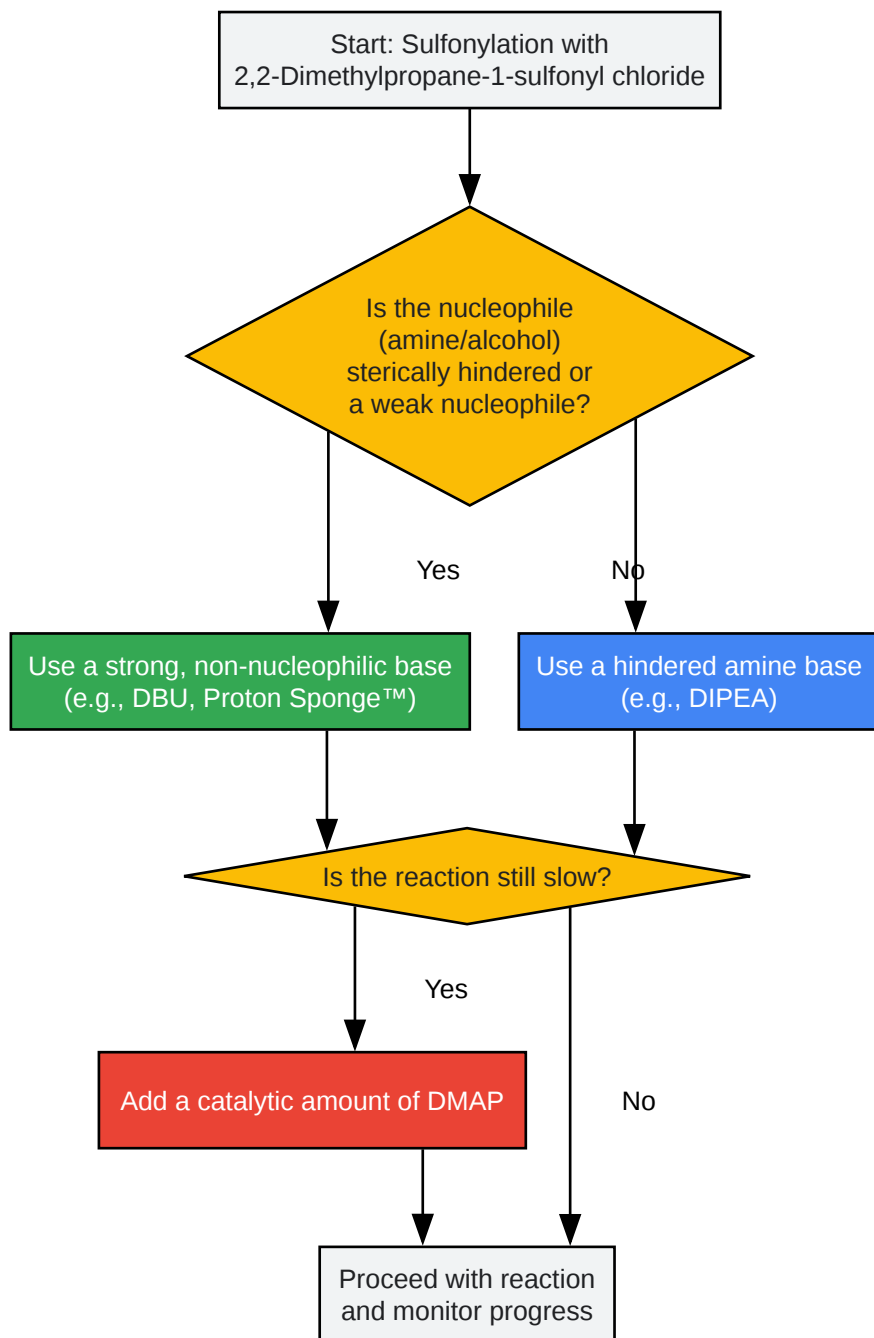 Start: Sulfonylation with
2,2-Dimethylpropane-1-sulfonyl chloride
Is the nucleophile
(amine/alcohol)
sterically hindered or
a weak nucleophile?
Yes
No
Use a strong, non-nucleophilic base
(e.g., DBU, Proton Sponge™)
Use a hindered amine base
(e.g., DIPEA)
Is the reaction still slow?
Yes
Add a catalytic amount of DMAP
No
Proceed with reaction
and monitor progress